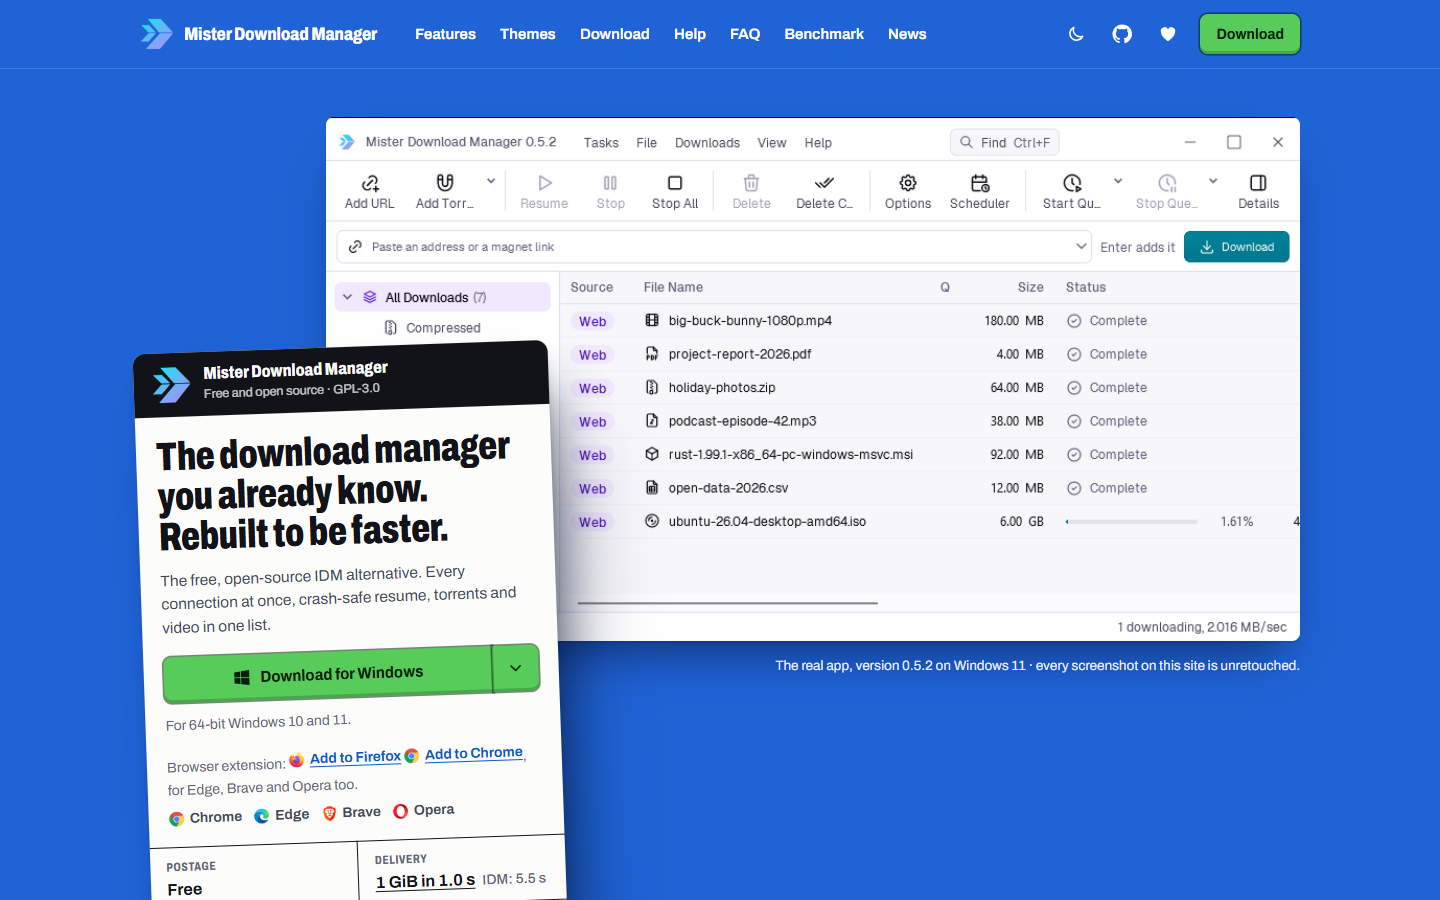 Mister Download Manager
Features Themes Download Help FAQ Benchmark News
Download
Mister Download Manager 0.5.2 Tasks File Downloads View Help
Find Ctrl+F
Add URL Add Torr... Resume Stop Stop All Delete Delete C... Options Scheduler Start Qu... Stop Que... Details
Paste an address or a magnet link
Enter adds it
Download
All Downloads (7)
Compressed
Source File Name Q Size Status
Web big-buck-bunny-1080p.mp4 180.00 MB Complete
Web project-report-2026.pdf 4.00 MB Complete
Web holiday-photos.zip 64.00 MB Complete
Web podcast-episode-42.mp3 38.00 MB Complete
Web rust-1.99.1-x86_64-pc-windows-msvc.msi 92.00 MB Complete
Web open-data-2026.csv 12.00 MB Complete
Web ubuntu-26.04-desktop-amd64.iso 6.00 GB 1.61% 4
1 downloading, 2.016 MB/sec
The real app, version 0.5.2 on Windows 11 · every screenshot on this site is unretouched.
Mister Download Manager
Free and open source · GPL-3.0
The download manager
you already know.
Rebuilt to be faster.
The free, open-source IDM alternative. Every
connection at once, crash-safe resume, torrents and
video in one list.
Download for Windows
For 64-bit Windows 10 and 11.
Browser extension: Add to Firefox Add to Chrome,
for Edge, Brave and Opera too.
Chrome Edge Brave Opera
POSTAGE
Free
DELIVERY
1 GiB in 1.0 s IDM: 5.5 s